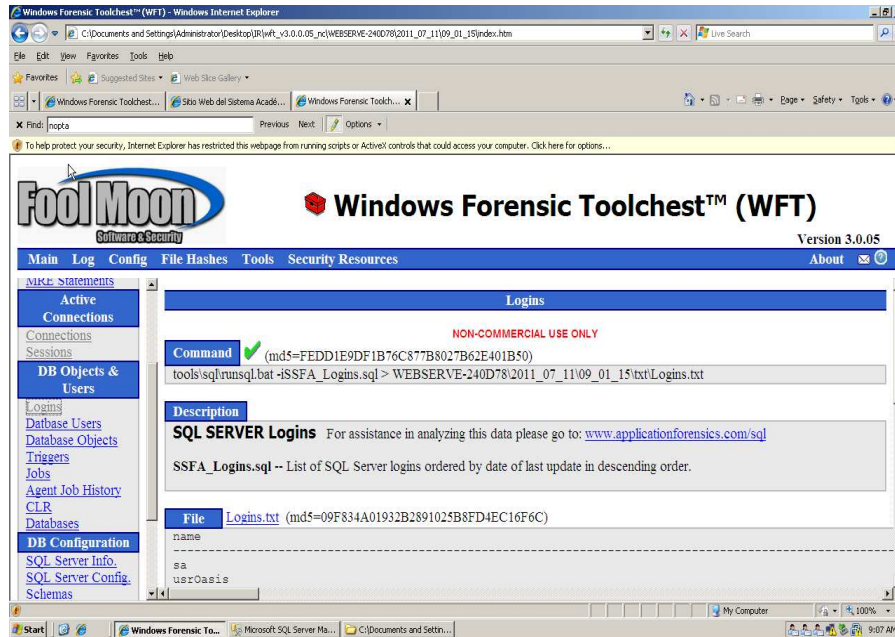 Windows Forensic Toolchest™ (WFT) - Windows Internet Explorer
C:\Documents and Settings\Administrator\Desktop\IR\wft_v3.0.0.05_nc\WEBSERVE-240D78\2011_07_11\09_01_15\index.htm
Live Search
File Edit View Favorites Tools Help
Favorites Suggested Sites Web Slice Gallery
Windows Forensic Toolchest... Sitio Web del Sistema Acadé... Windows Forensic Toolch... X
Page Safety Tools
X Find: nopta Previous Next Options
To help protect your security, Internet Explorer has restricted this webpage from running scripts or ActiveX controls that could access your computer. Click here for options...
Fool Moon
Software & Security
Windows Forensic Toolchest™ (WFT)
Version 3.0.05
Main Log Config File Hashes Tools Security Resources About
MRE Statements
Active Connections
Connections
Sessions
DB Objects & Users
Logins
Datbase Users
Database Objects
Triggers
Jobs
Agent Job History
CLR
Databases
DB Configuration
SQL Server Info.
SQL Server Config.
Schemas
Logins
NON-COMMERCIAL USE ONLY
Command (md5=FEDD1E9DF1B76C877B8027B62E401B50)
tools\sql\runsql.bat -iSSFA_Logins.sql > WEBSERVE-240D78\2011_07_11\09_01_15\txt\Logins.txt
Description
SQL SERVER Logins For assistance in analyzing this data please go to: www.applicationforensics.com/sql
SSFA_Logins.sql -- List of SQL Server logins ordered by date of last update in descending order.
File Logins.txt (md5=09F834A01932B2891025B8FD4EC16F6C)
name
sa
usrOasis
My Computer 100%
Start Windows Forensic To... Microsoft SQL Server Ma... C:\Documents and Settin... 9:07 AM